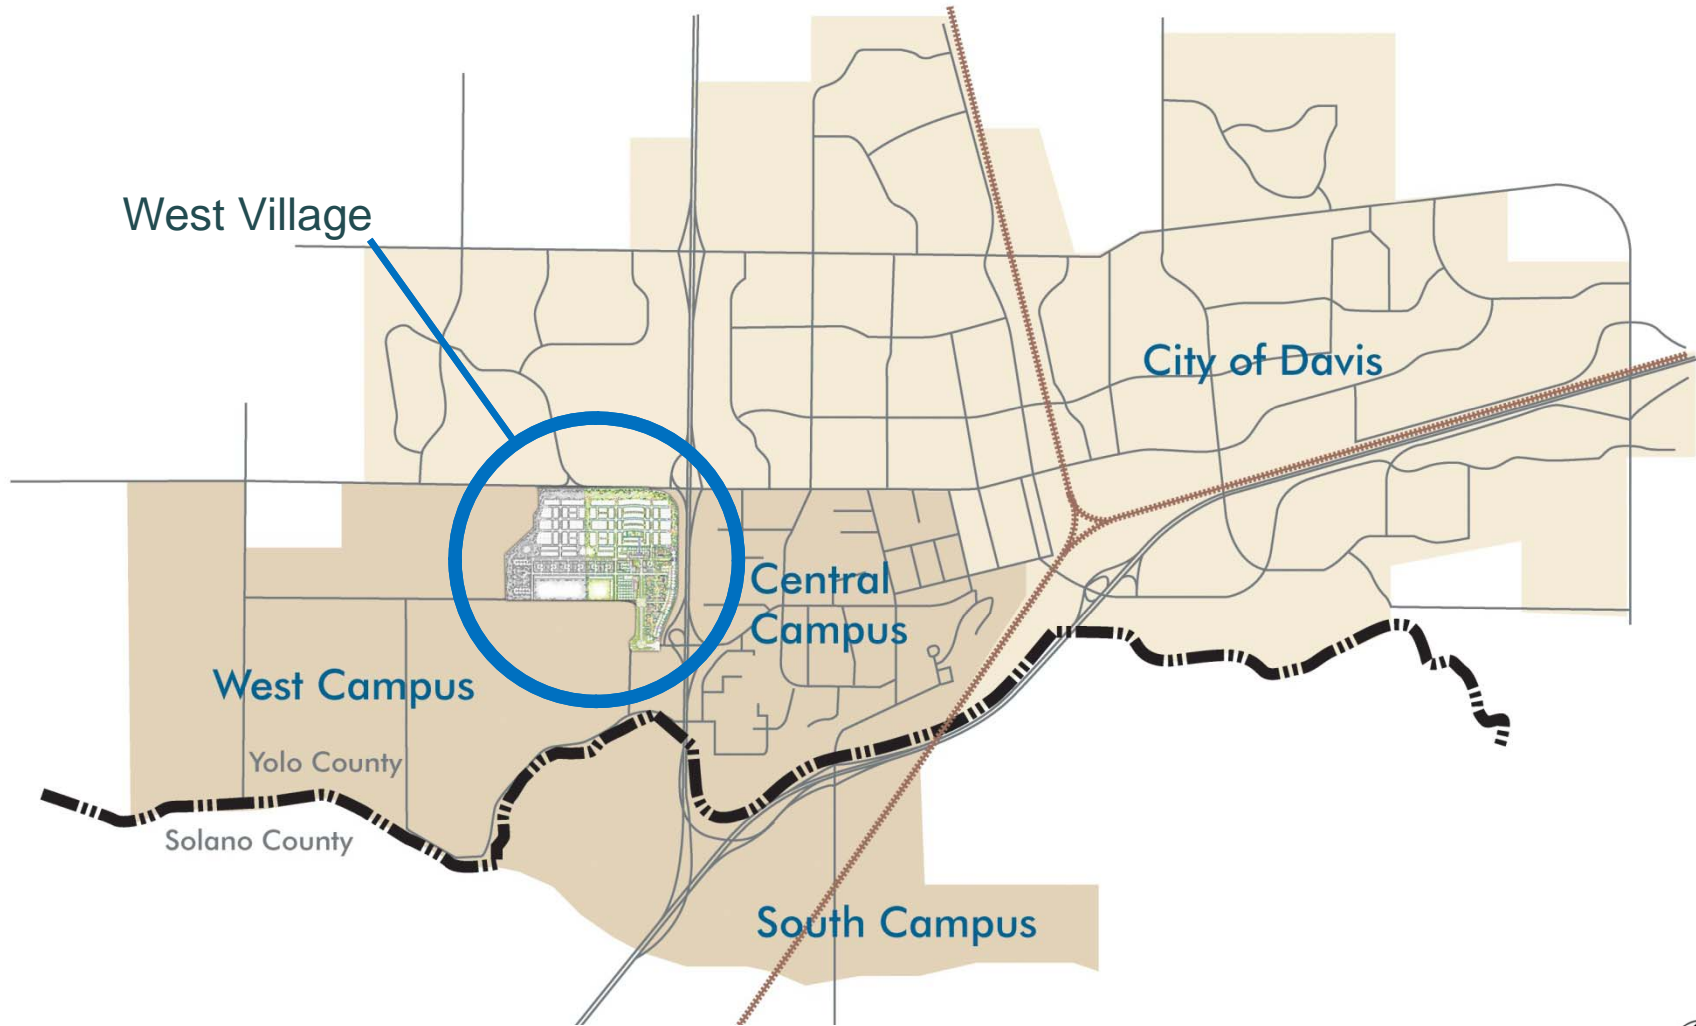 West Village
City of Davis
Central
Campus
West Campus
Yolo County
Solano County
South Campus